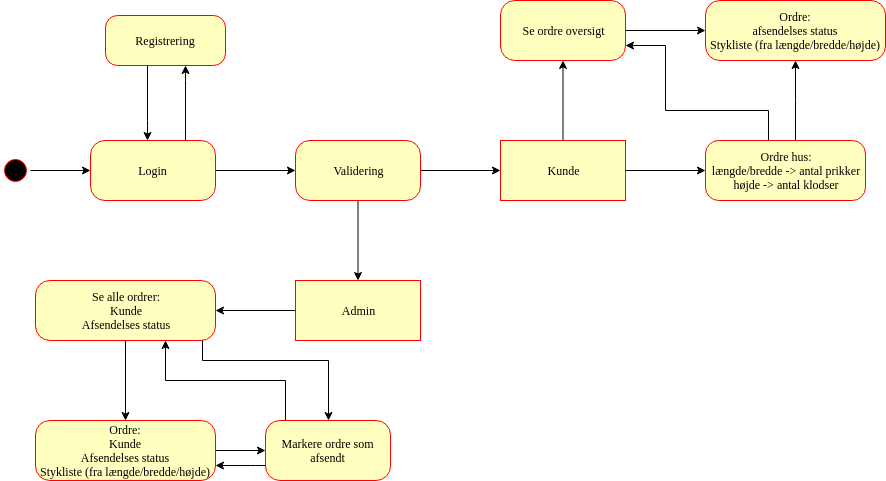 Registrering
Se ordre oversigt
Ordre:
afsendelses status
Stykliste (fra længde/bredde/højde)
Login
Validering
Kunde
Ordre hus:
længde/bredde -> antal prikker
højde -> antal klodser
Se alle ordrer:
Kunde
Afsendelses status
Admin
Ordre:
Kunde
Afsendelses status
Stykliste (fra længde/bredde/højde)
Markere ordre som
afsendt